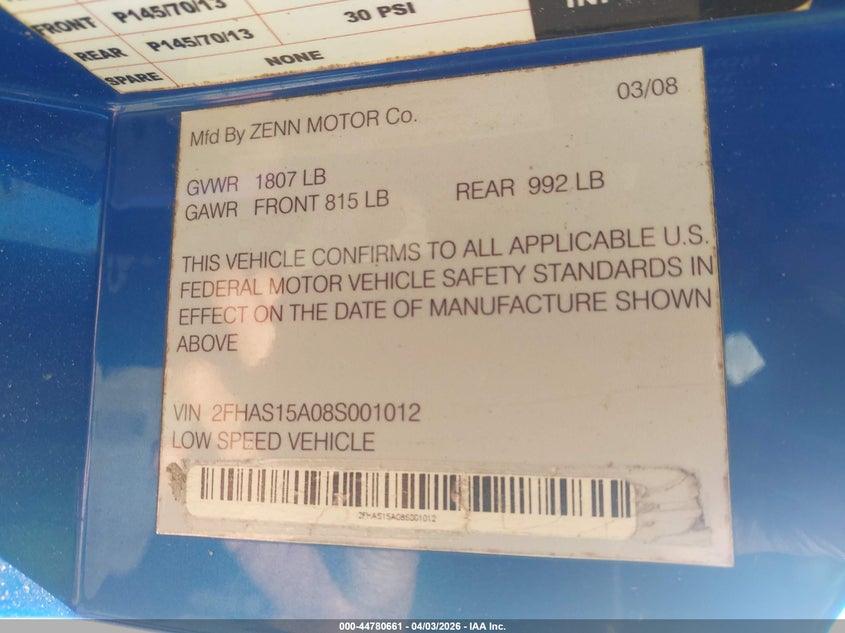 FRONT P145/70/13
REAR P145/70/13 30 PSI
SPARE NONE
03/08
Mfd By ZENN MOTOR Co.
GVWR 1807 LB
GAWR FRONT 815 LB REAR 992 LB
THIS VEHICLE CONFIRMS TO ALL APPLICABLE U.S.
FEDERAL MOTOR VEHICLE SAFETY STANDARDS IN
EFFECT ON THE DATE OF MANUFACTURE SHOWN
ABOVE
VIN 2FHAS15A08S001012
LOW SPEED VEHICLE
2FHAS15A08S001012
000-44780661 - 04/03/2026 - IAA Inc.